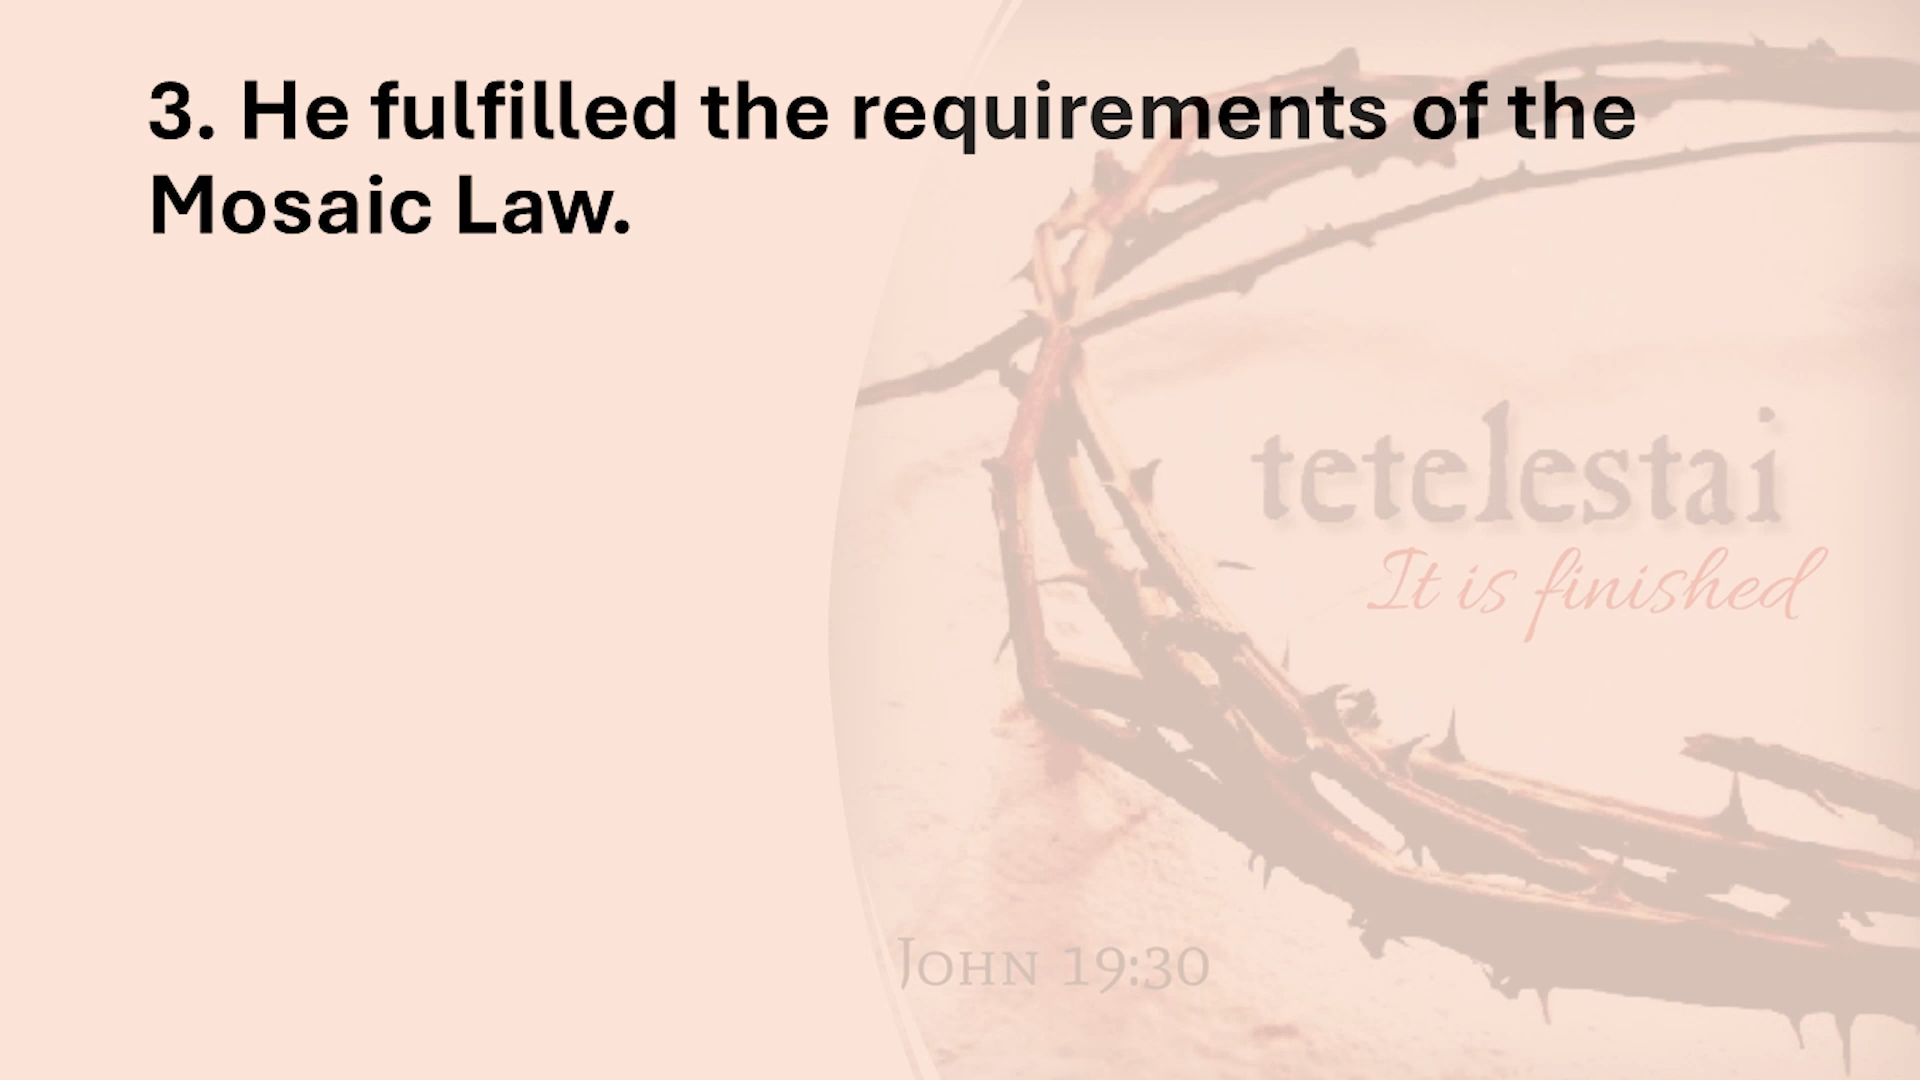 3. He fulfilled the requirements of the
Mosaic Law.
tetelestai
It is finished
John 19:30